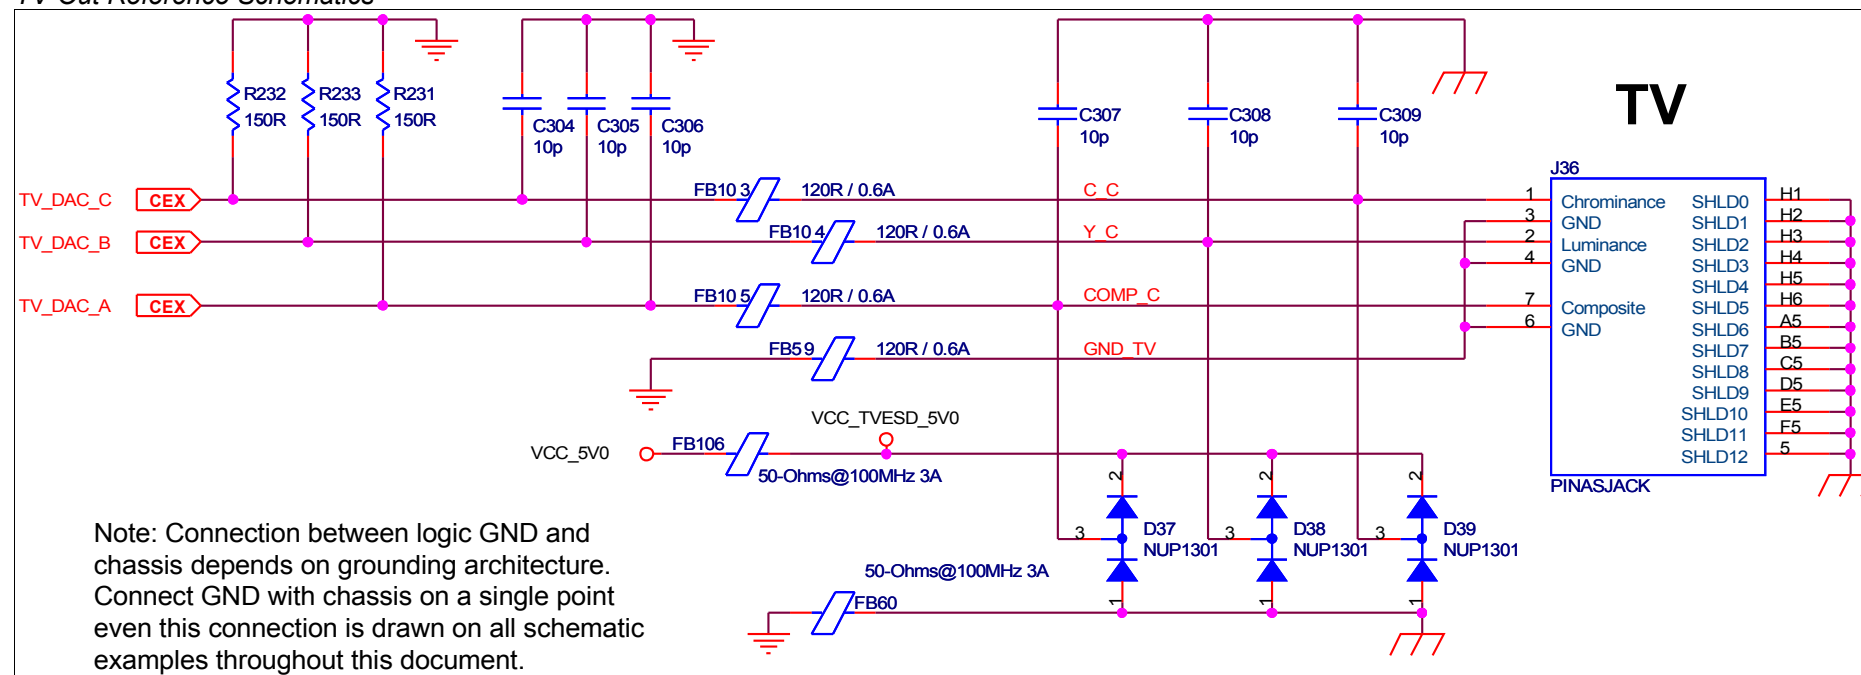 TV-Out Reference Schematics
R232
150R
R233
150R
R231
150R
C304
10p
C305
10p
C306
10p
C307
10p
C308
10p
C309
10p
TV
J36
TV_DAC_C CEX
FB10 3 120R / 0.6A C_C
TV_DAC_B CEX
FB10 4 120R / 0.6A Y_C
TV_DAC_A CEX
FB10 5 120R / 0.6A COMP_C
FB5 9 120R / 0.6A GND_TV
1 Chrominance SHLD0 H1
3 GND SHLD1 H2
2 Luminance SHLD2 H3
4 GND SHLD3 H4
SHLD4 H5
7 Composite SHLD5 H6
6 GND SHLD6 A5
SHLD7 B5
SHLD8 C5
SHLD9 D5
SHLD10 E5
SHLD11 F5
SHLD12 5
PINASJACK
VCC_TVESD_5V0
VCC_5V0 FB106
50-Ohms@100MHz 3A
2 2 2
3 D37
NUP1301
3 D38
NUP1301
3 D39
NUP1301
1 1 1
50-Ohms@100MHz 3A
FB60
Note: Connection between logic GND and
chassis depends on grounding architecture.
Connect GND with chassis on a single point
even this connection is drawn on all schematic
examples throughout this document.